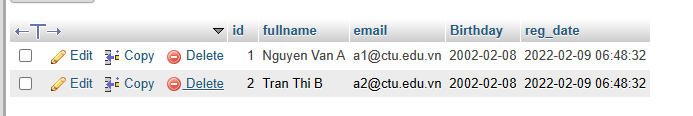 id fullname email Birthday reg_date
Edit Copy Delete 1 Nguyen Van A a1@ctu.edu.vn 2002-02-08 2022-02-09 06:48:32
Edit Copy Delete 2 Tran Thi B a2@ctu.edu.vn 2002-02-08 2022-02-09 06:48:32